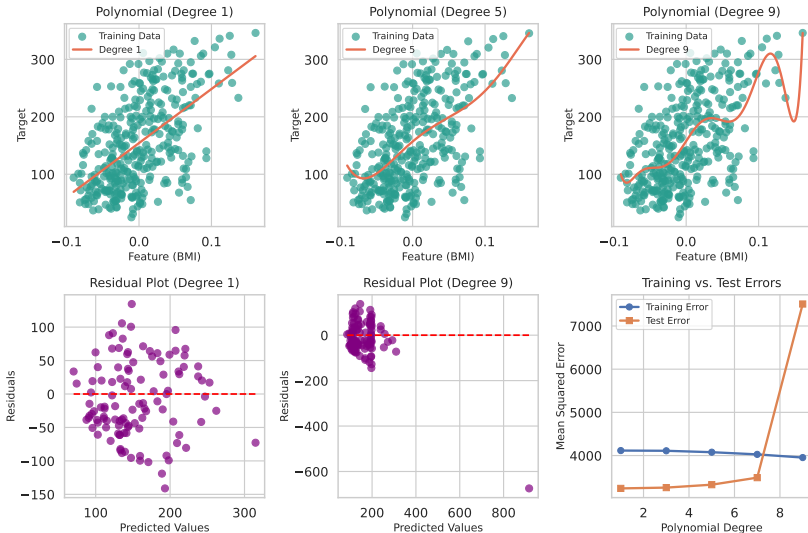 Polynomial (Degree 1)
Training Data
Degree 1
300
200
100
Target
−0.1
0.0
0.1
Feature (BMI)
Polynomial (Degree 5)
Training Data
Degree 5
300
200
100
Target
−0.1
0.0
0.1
Feature (BMI)
Polynomial (Degree 9)
Training Data
Degree 9
300
200
100
Target
−0.1
0.0
0.1
Feature (BMI)
Residual Plot (Degree 1)
100
50
0
−50
−100
−150
Residuals
100
200
300
Predicted Values
Residual Plot (Degree 9)
0
−200
−400
−600
Residuals
200
400
600
800
Predicted Values
Training vs. Test Errors
Training Error
Test Error
7000
6000
5000
4000
Mean Squared Error
2
4
6
8
Polynomial Degree